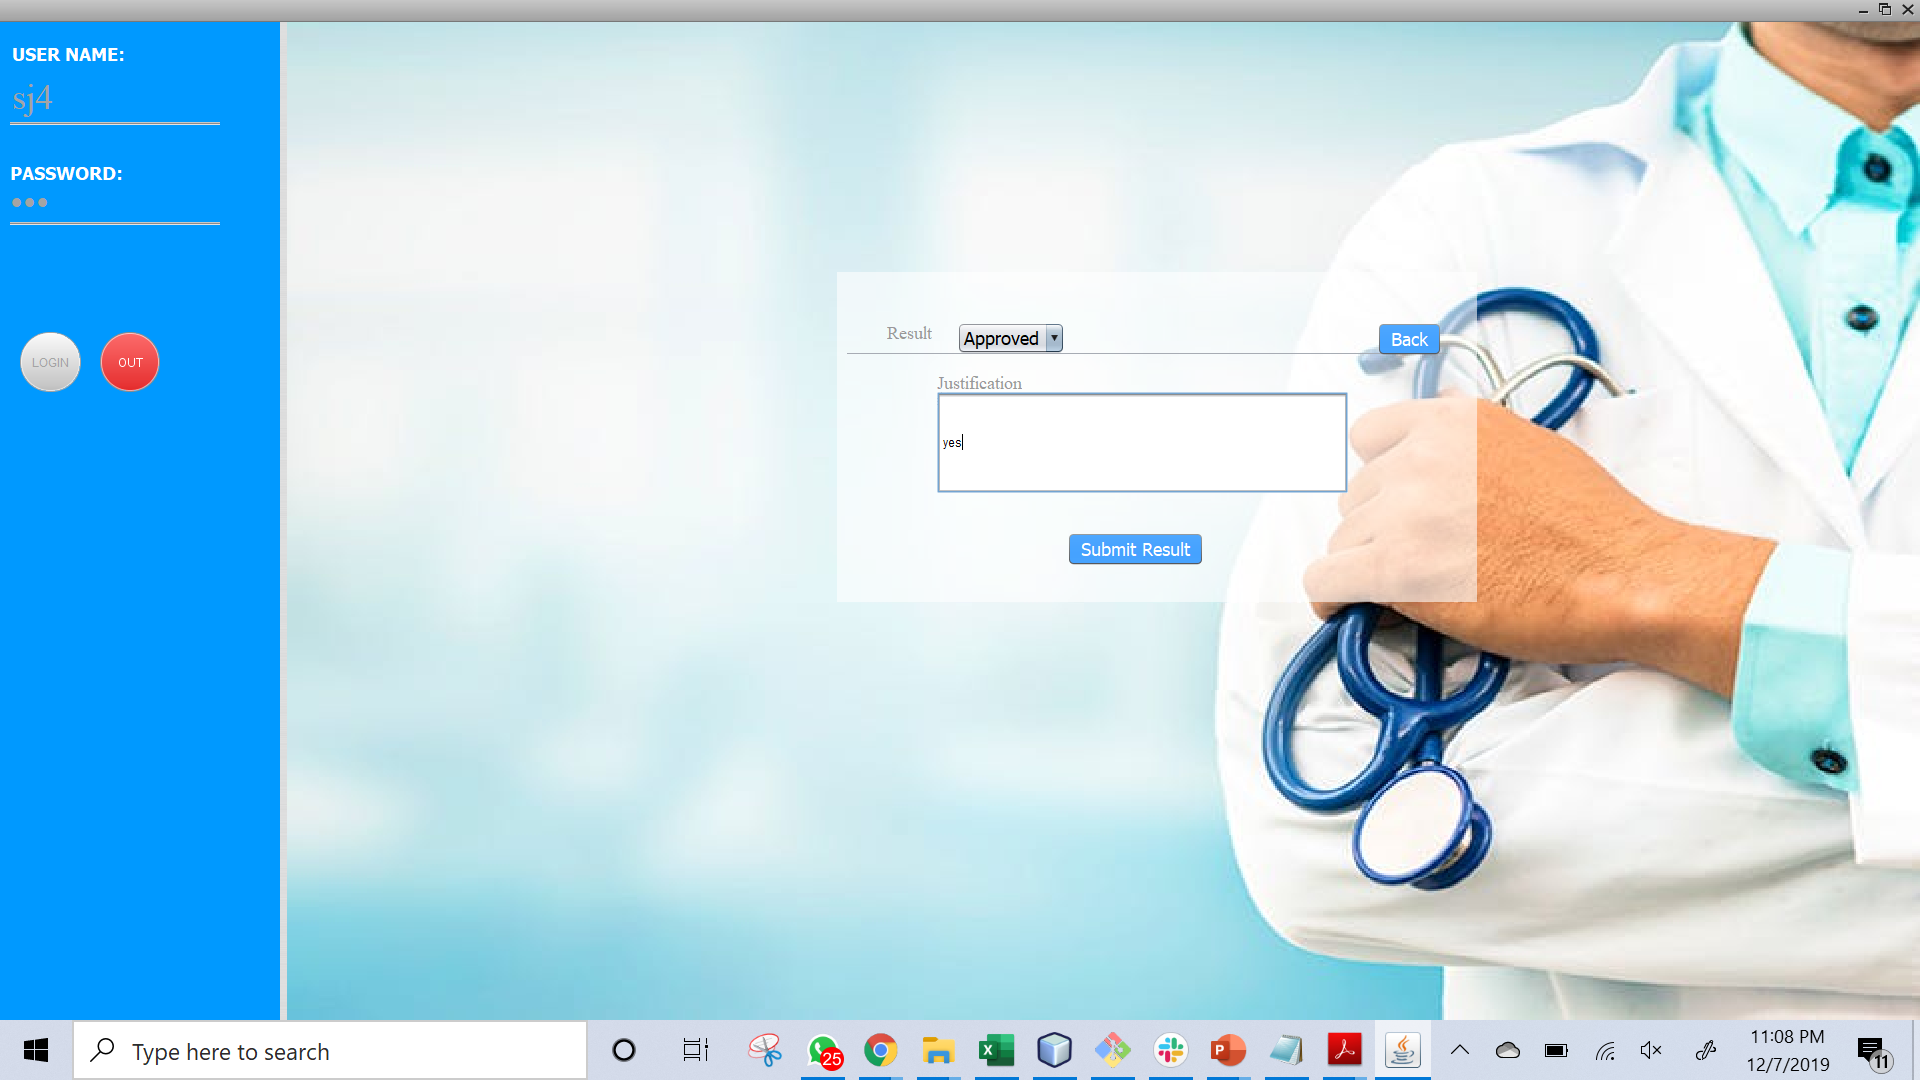 USER NAME:
sj4
PASSWORD:
LOGIN
OUT
Result
Approved
Back
Justification
yes
Submit Result
Type here to search
25
11:08 PM
12/7/2019
11